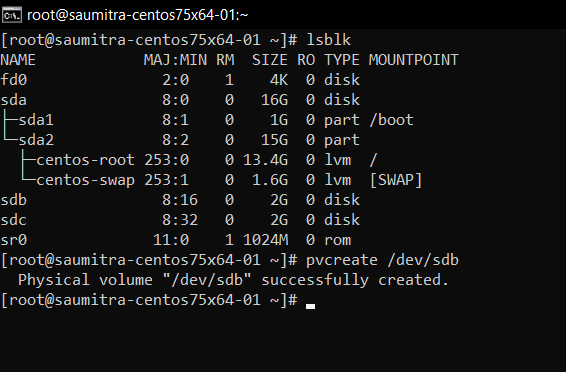 root@saumitra-centos75x64-01:~
[root@saumitra-centos75x64-01 ~]# lsblk
NAME            MAJ:MIN RM  SIZE RO TYPE MOUNTPOINT
fd0               2:0    1    4K  0 disk
sda               8:0    0   16G  0 disk
├─sda1            8:1    0    1G  0 part /boot
└─sda2            8:2    0   15G  0 part
  ├─centos-root 253:0    0 13.4G  0 lvm  /
  └─centos-swap 253:1    0  1.6G  0 lvm  [SWAP]
sdb               8:16   0    2G  0 disk
sdc               8:32   0    2G  0 disk
sr0              11:0    1 1024M  0 rom
[root@saumitra-centos75x64-01 ~]# pvcreate /dev/sdb
  Physical volume "/dev/sdb" successfully created.
[root@saumitra-centos75x64-01 ~]#